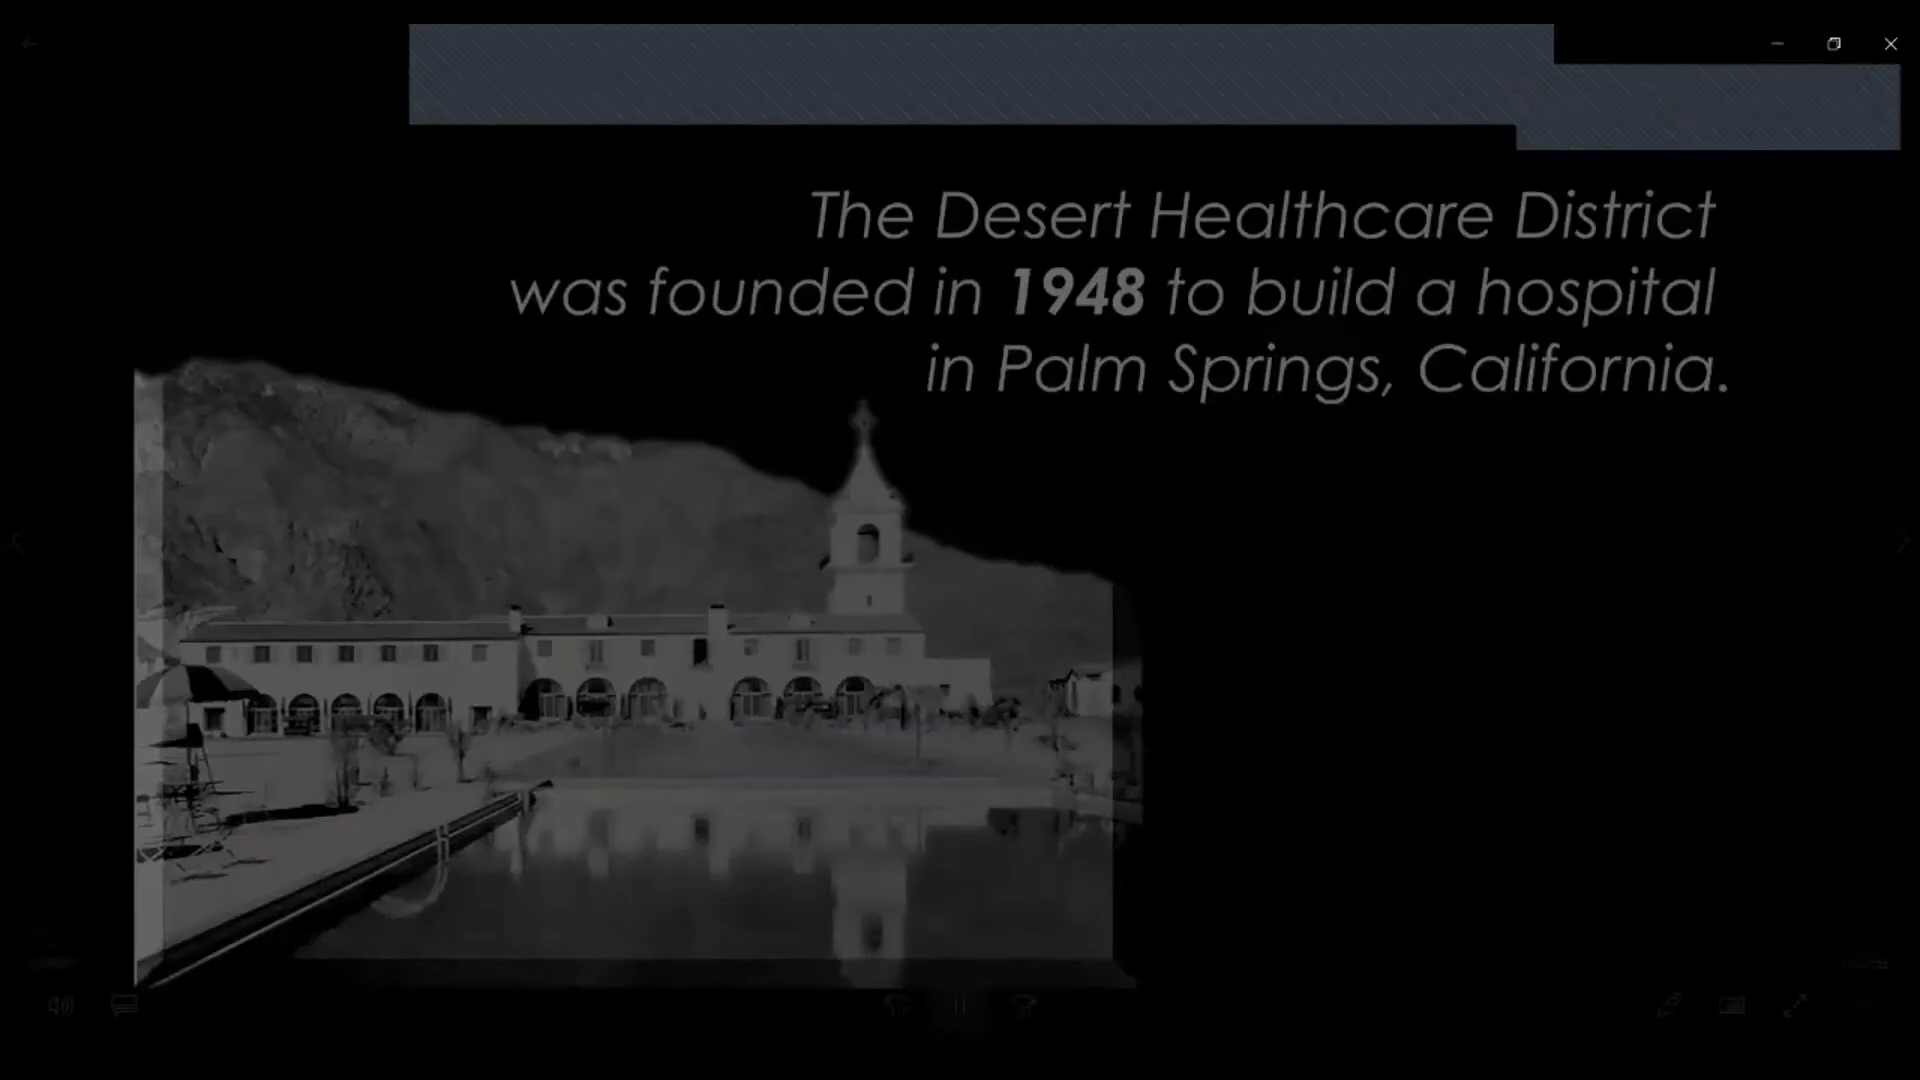 The Desert Healthcare District
was founded in 1948 to build a hospital
in Palm Springs, California.